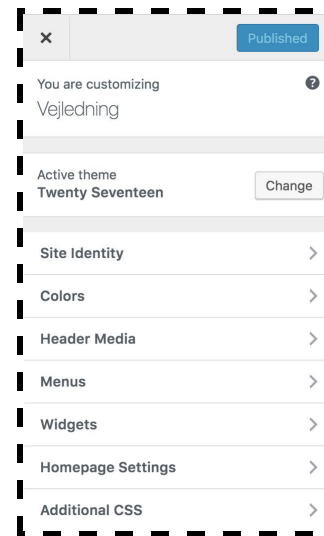 Published
You are customizing
Vejledning
Active theme
Twenty Seventeen
Change
Site Identity
Colors
Header Media
Menus
Widgets
Homepage Settings
Additional CSS